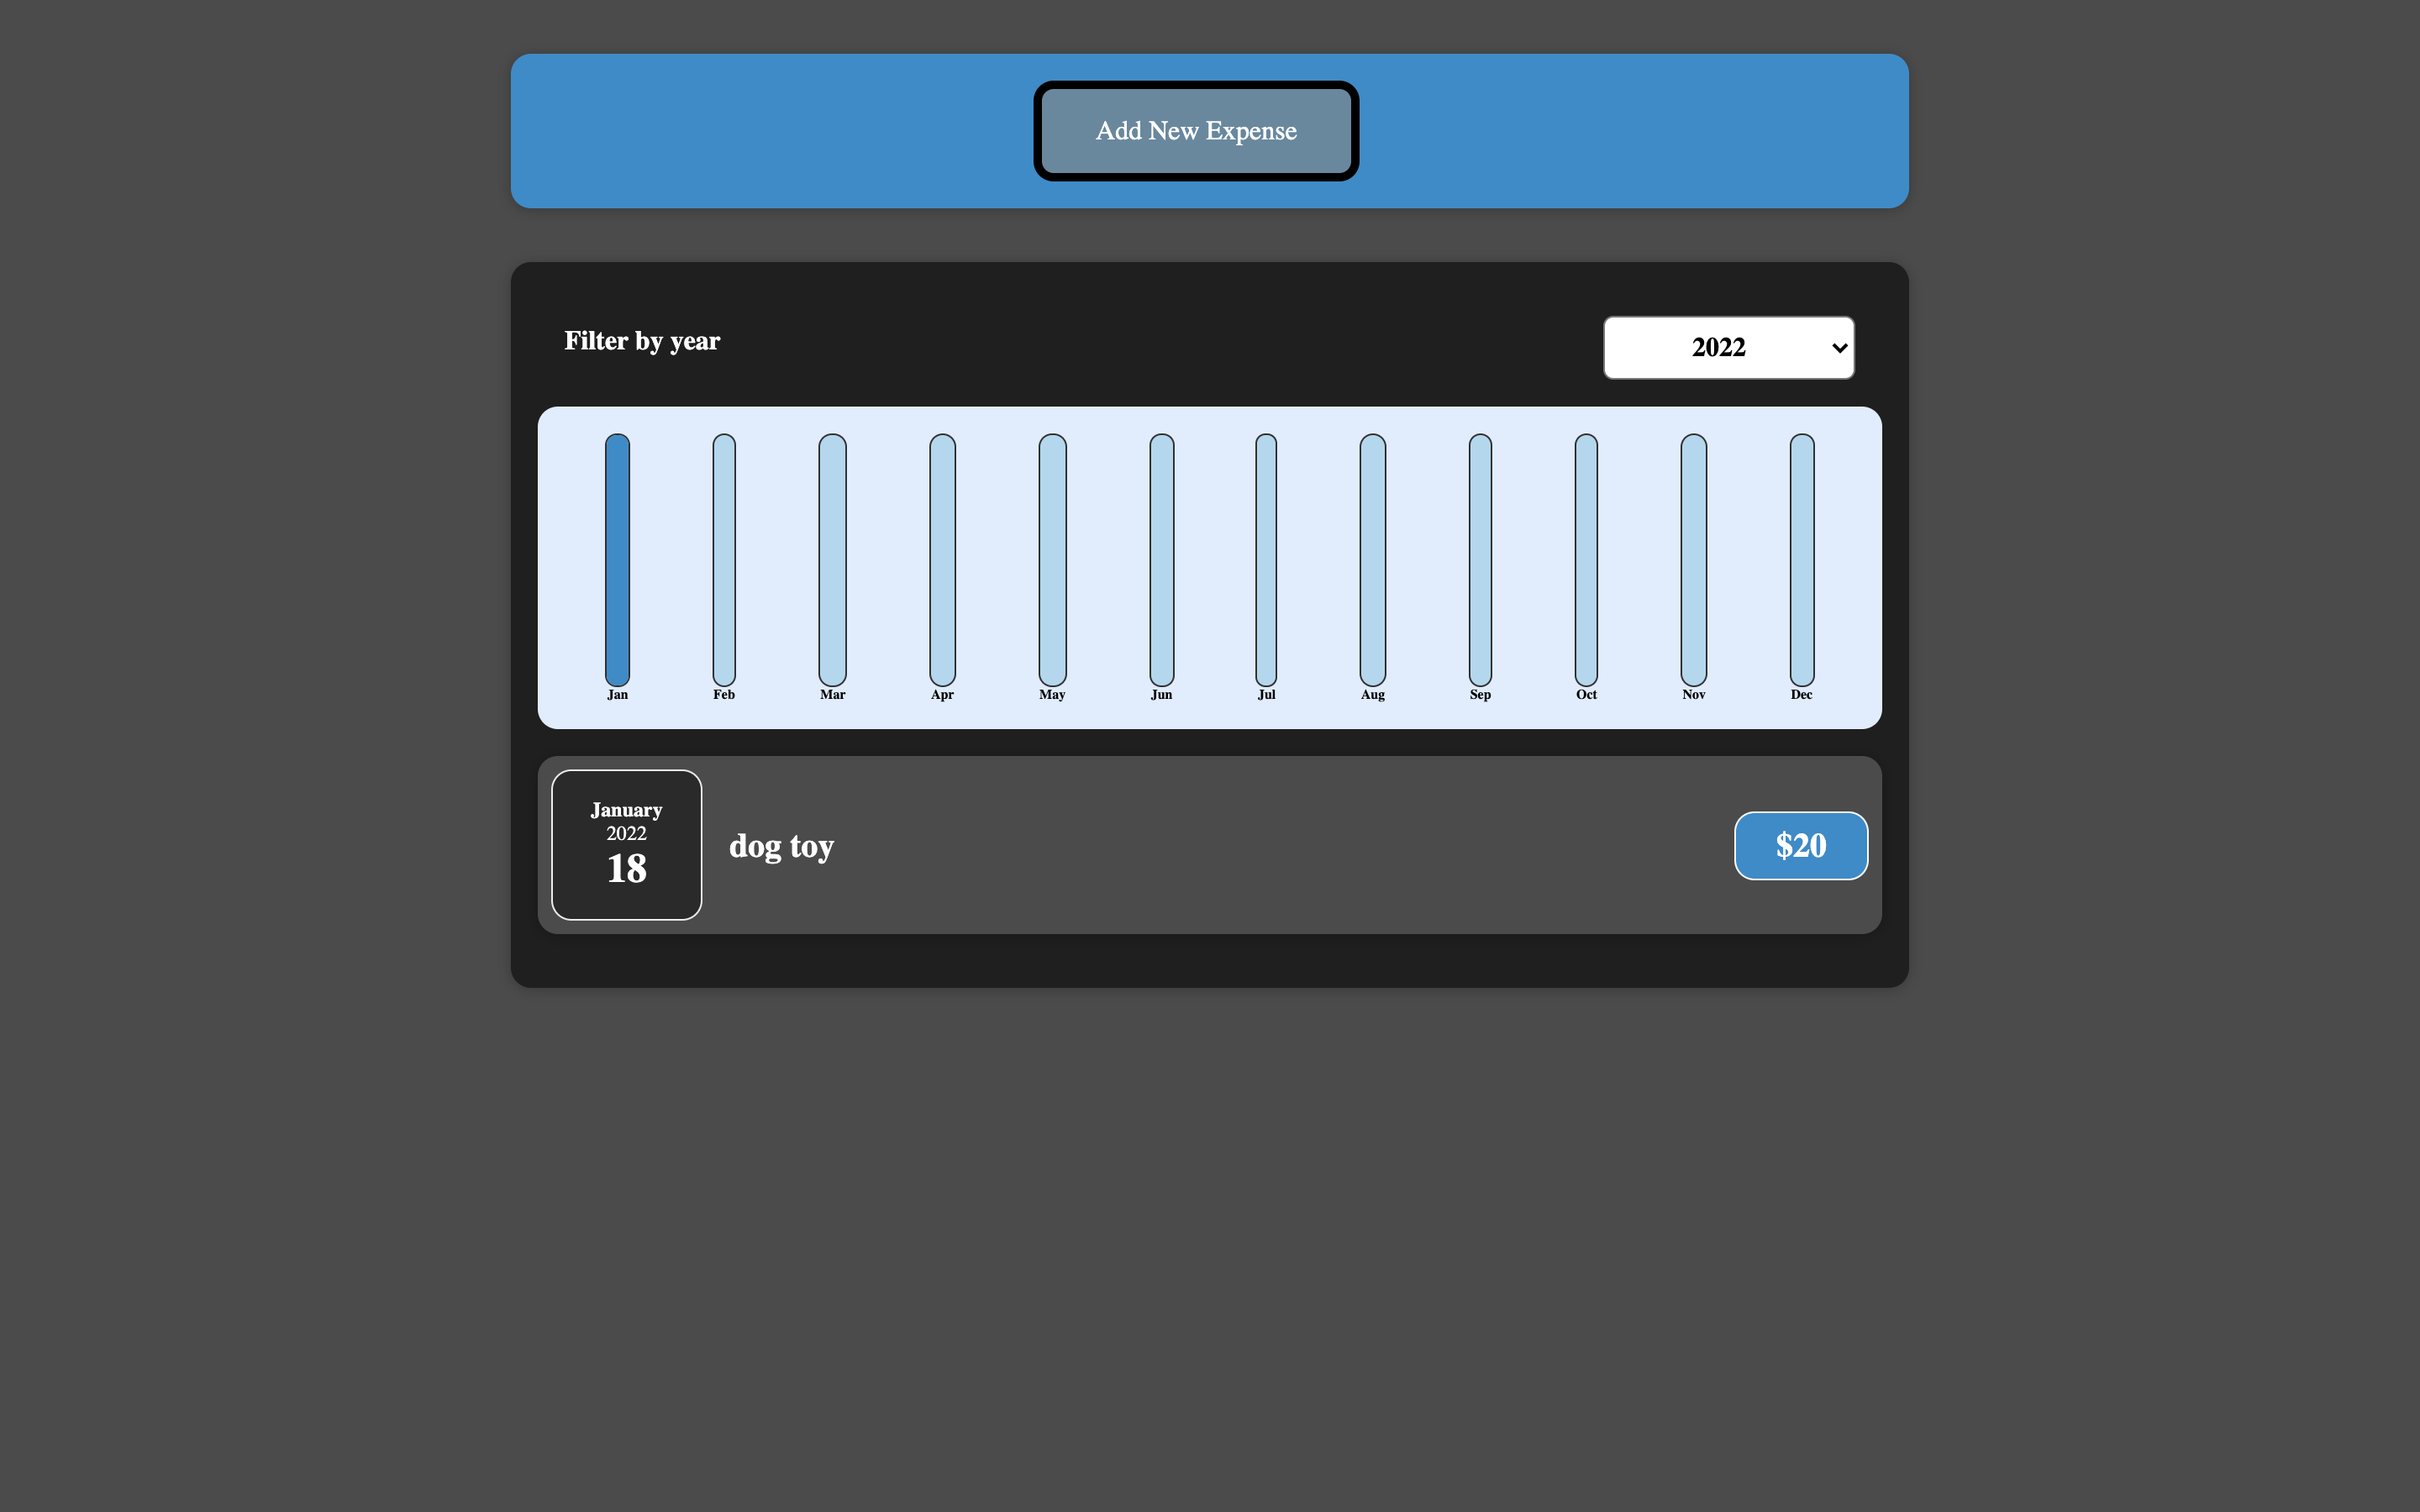 Add New Expense
Filter by year
2022
Jan Feb Mar Apr May Jun Jul Aug Sep Oct Nov Dec
January
2022
18
dog toy
$20